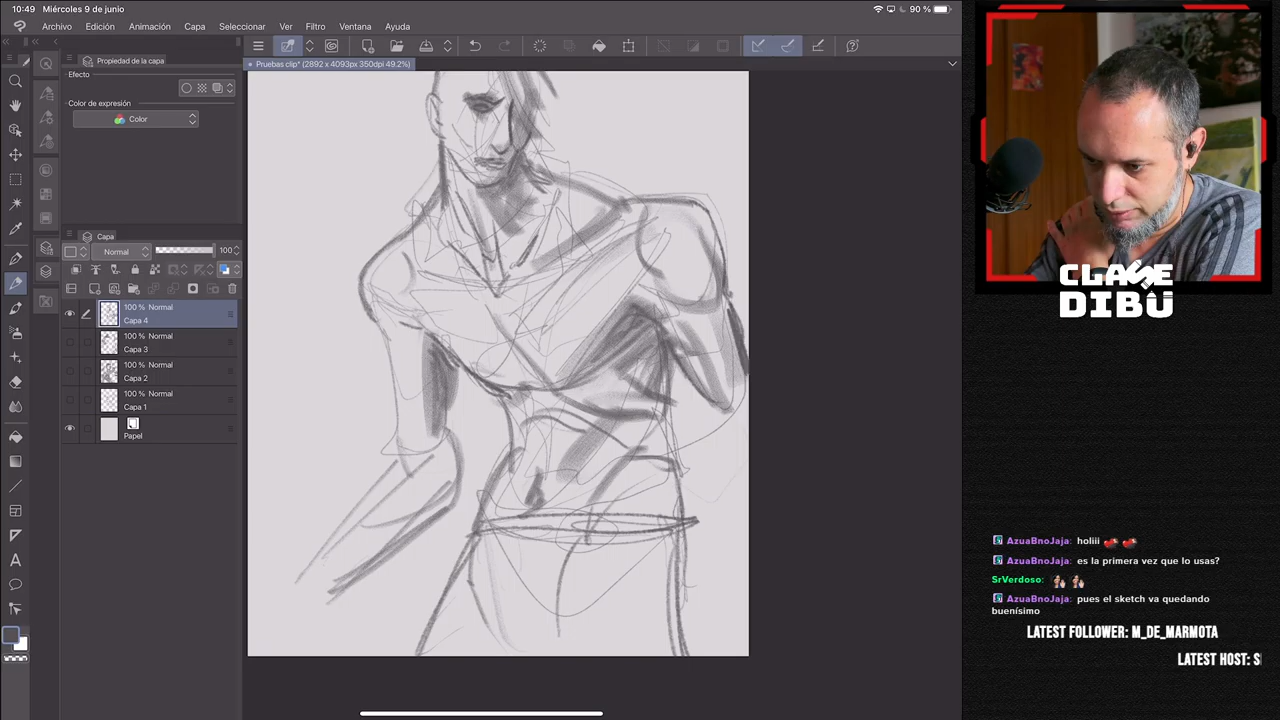 10:49 Miércoles 9 de junio
90 %
Archivo Edición Animación Capa Seleccionar Ver Filtro Ventana Ayuda
Propiedad de la capa
Pruebas clip* (2892 x 4093px 350dpi 49.2%)
Efecto
Color de expresión
Color
Capa
Normal 100
100 % Normal
Capa 4
100 % Normal
Capa 3
100 % Normal
Capa 2
100 % Normal
Capa 1
Papel
CLASE
DIBU
AzuaBnoJaja: holiii
AzuaBnoJaja: es la primera vez que lo usas?
SrVerdoso:
AzuaBnoJaja: pues el sketch va quedando
buenísimo
LATEST FOLLOWER: M_DE_MARMOTA
LATEST HOST: S